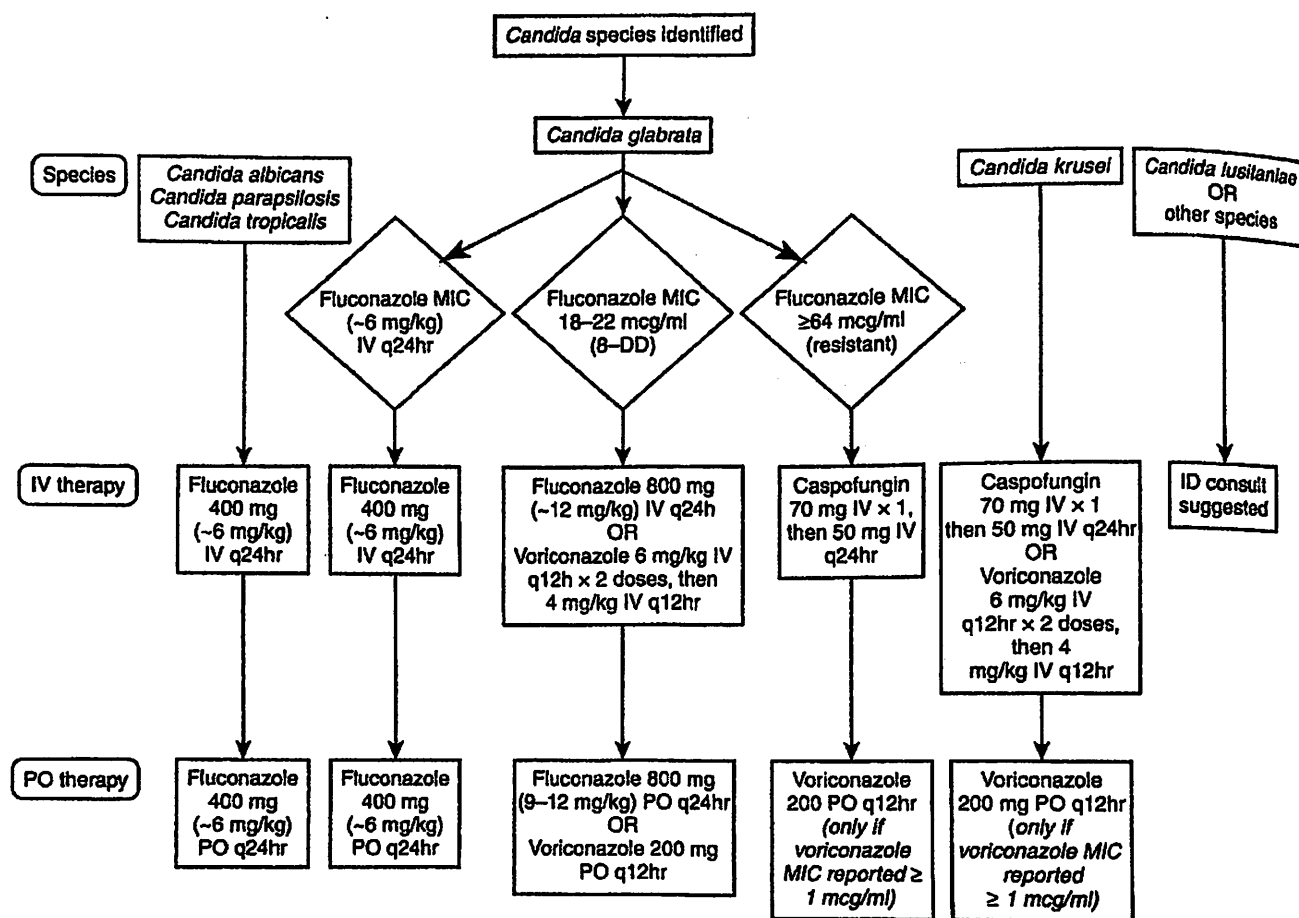 Candida species identified
Candida glabrata
Species
Candida albicans
Candida parapsilosis
Candida tropicalis
Candida krusei
Candida lusitaniae
OR
other species
Fluconazole MIC
(~6 mg/kg)
IV q24hr
Fluconazole MIC
18–22 mcg/ml
(8–DD)
Fluconazole MIC
≥64 mcg/ml
(resistant)
IV therapy
Fluconazole
400 mg
(~6 mg/kg)
IV q24hr
Fluconazole
400 mg
(~6 mg/kg)
IV q24hr
Fluconazole 800 mg
(~12 mg/kg) IV q24h
OR
Voriconazole 6 mg/kg IV
q12h × 2 doses, then
4 mg/kg IV q12hr
Caspofungin
70 mg IV × 1,
then 50 mg IV
q24hr
Caspofungin
70 mg IV × 1
then 50 mg IV q24hr
OR
Voriconazole
6 mg/kg IV
q12hr × 2 doses,
then 4
mg/kg IV q12hr
ID consult
suggested
PO therapy
Fluconazole
400 mg
(~6 mg/kg)
PO q24hr
Fluconazole
400 mg
(~6 mg/kg)
PO q24hr
Fluconazole 800 mg
(9–12 mg/kg) PO q24hr
OR
Voriconazole 200 mg
PO q12hr
Voriconazole
200 PO q12hr
(only if
voriconazole
MIC reported ≥
1 mcg/ml)
Voriconazole
200 mg PO q12hr
(only if
voriconazole MIC
reported
≥ 1 mcg/ml)